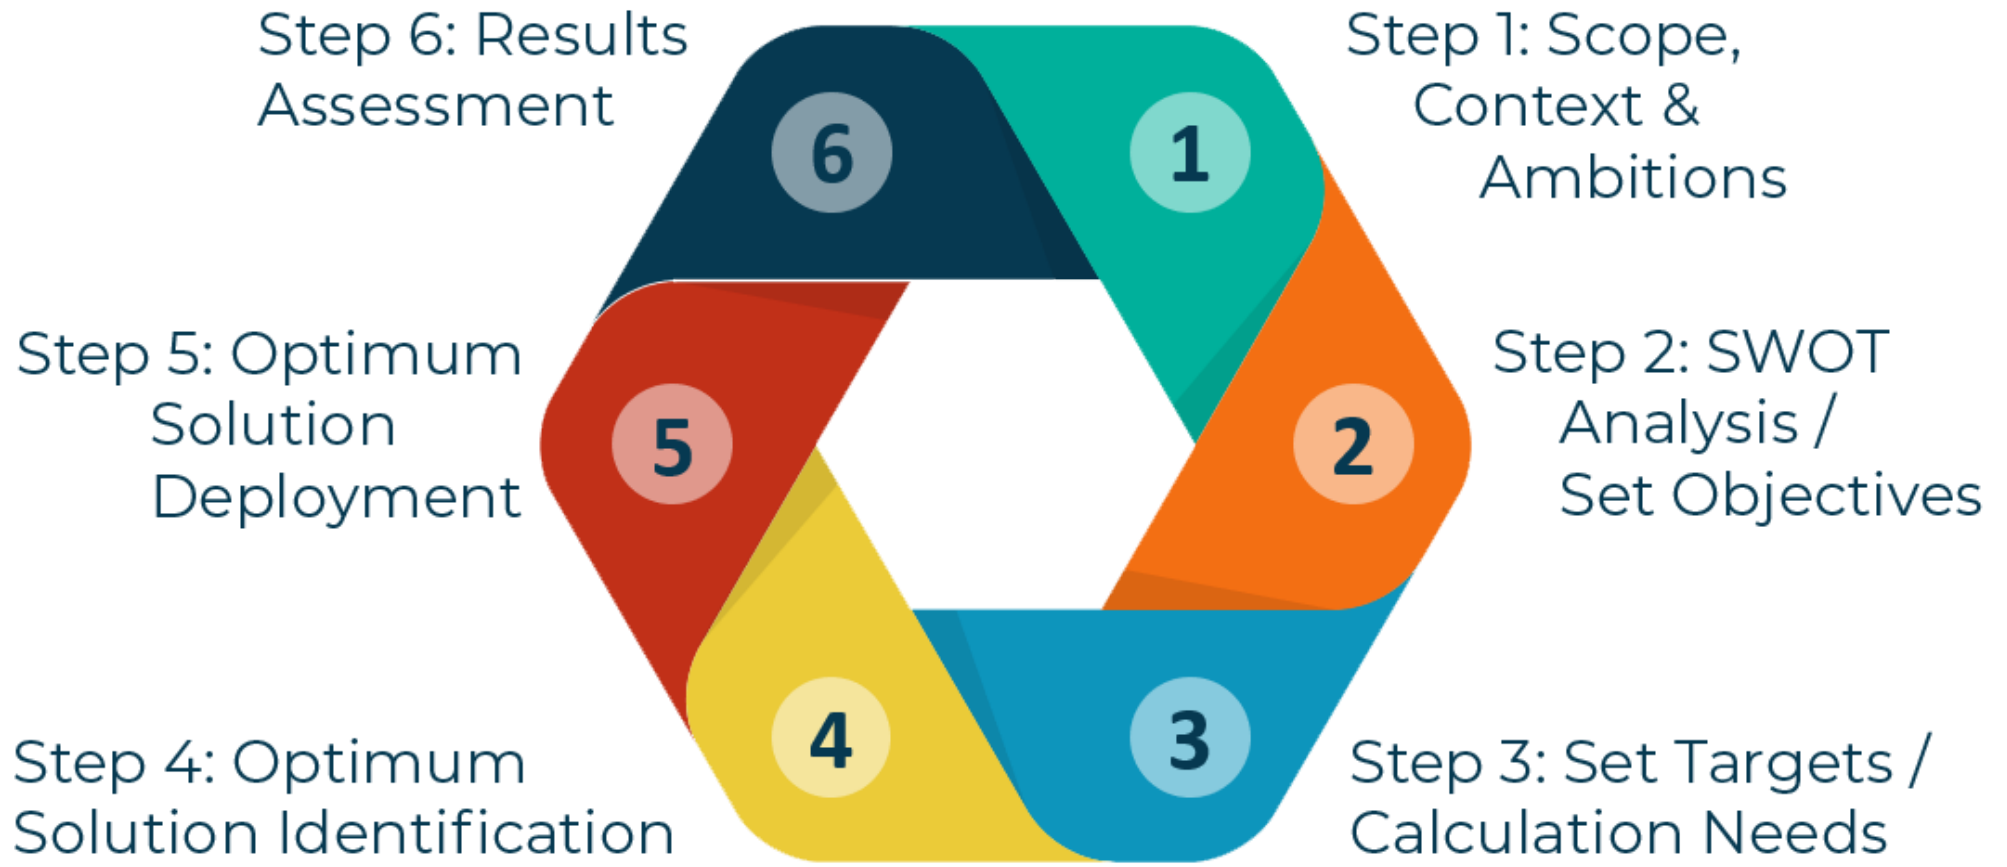 Step 6: Results
Assessment
6
1
Step 1: Scope,
Context &
Ambitions
Step 5: Optimum
Solution
Deployment
5
2
Step 2: SWOT
Analysis /
Set Objectives
Step 4: Optimum
Solution Identification
4
3
Step 3: Set Targets /
Calculation Needs